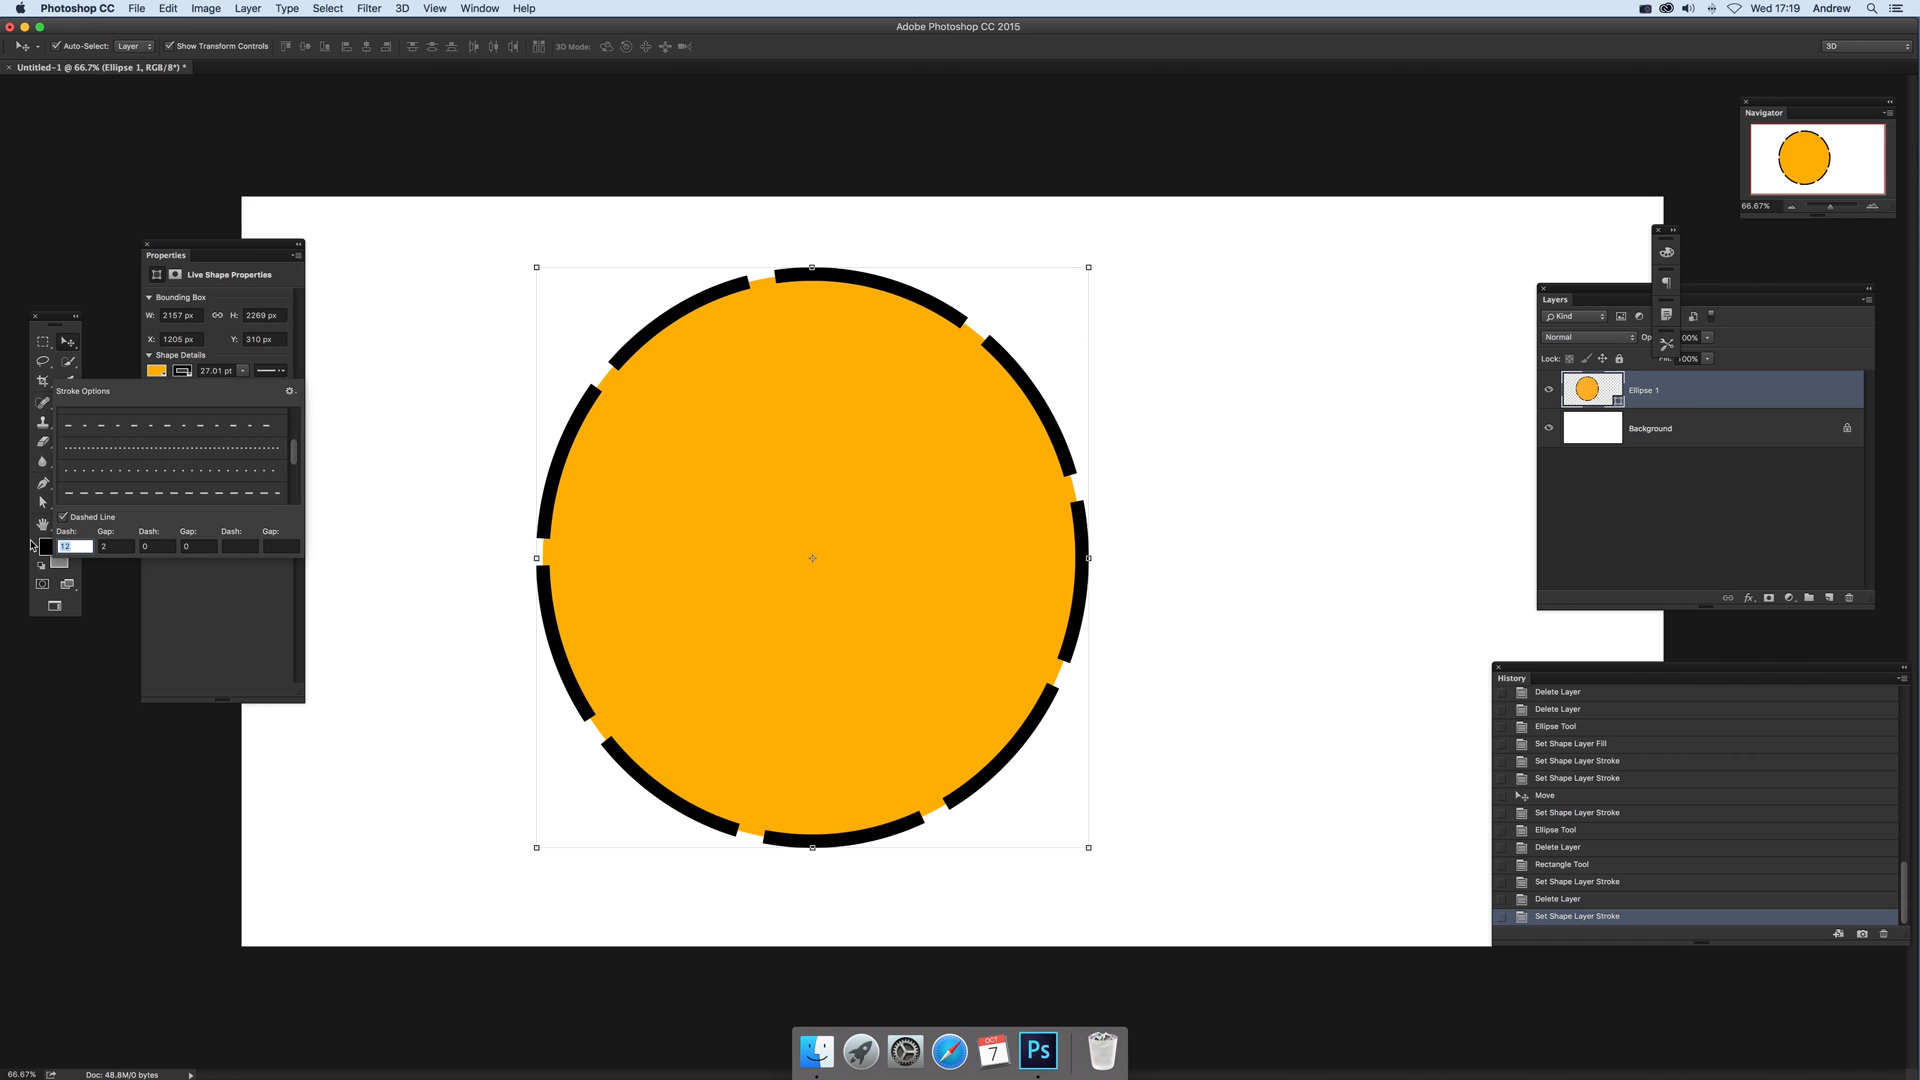 Photoshop CC File Edit Image Layer Type Select Filter 3D View Window Help Wed 17:19 Andrew
Adobe Photoshop CC 2015
Auto-Select: Layer Show Transform Controls 3D Mode: 3D
Untitled-1 @ 66.7% (Ellipse 1, RGB/8*) *
Navigator
66.67%
Properties
Live Shape Properties
Bounding Box
W: 2157 px H: 2269 px
X: 1205 px Y: 310 px
Shape Details
27.01 pt
Stroke Options
Dashed Line
Dash: Gap: Dash: Gap: Dash: Gap:
12 2 0 0
Layers
Kind
Normal Op 00%
Lock: Fill: 00%
Ellipse 1
Background
History
Delete Layer
Delete Layer
Ellipse Tool
Set Shape Layer Fill
Set Shape Layer Stroke
Set Shape Layer Stroke
Move
Set Shape Layer Stroke
Ellipse Tool
Delete Layer
Rectangle Tool
Set Shape Layer Stroke
Delete Layer
Set Shape Layer Stroke
OCT
7
Ps
66.67% Doc: 48.8M/0 bytes